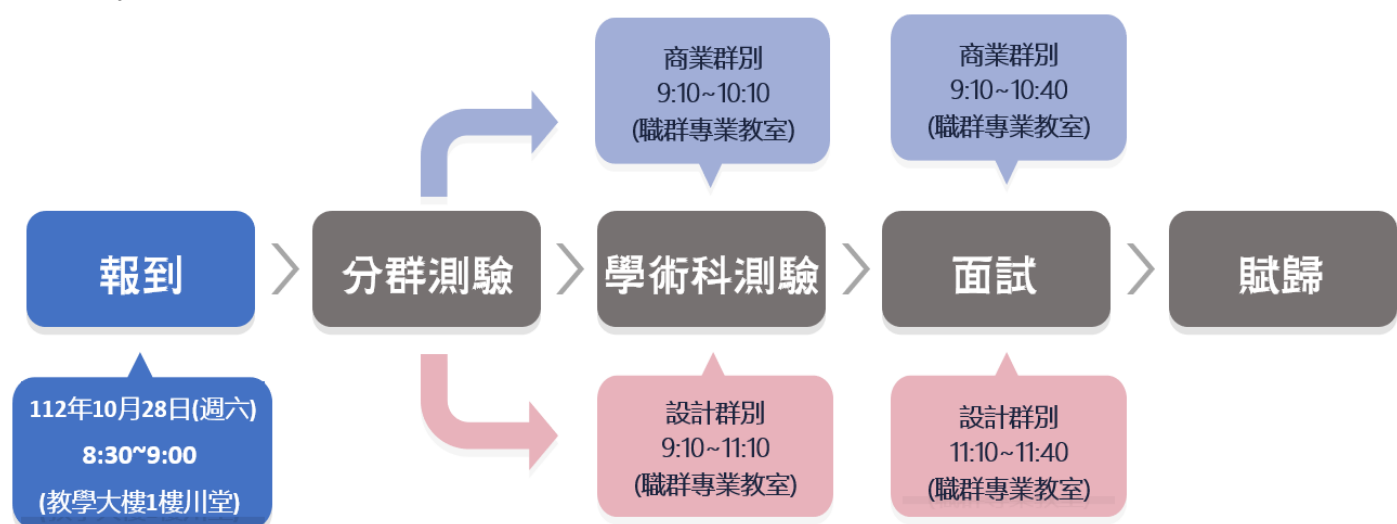 商業群別
9:10~10:10
(職群專業教室)
商業群別
9:10~10:40
(職群專業教室)
報到
分群測驗
學術科測驗
面試
賦歸
112年10月28日(週六)
8:30~9:00
(教學大樓1樓川堂)
設計群別
9:10~11:10
(職群專業教室)
設計群別
11:10~11:40
(職群專業教室)